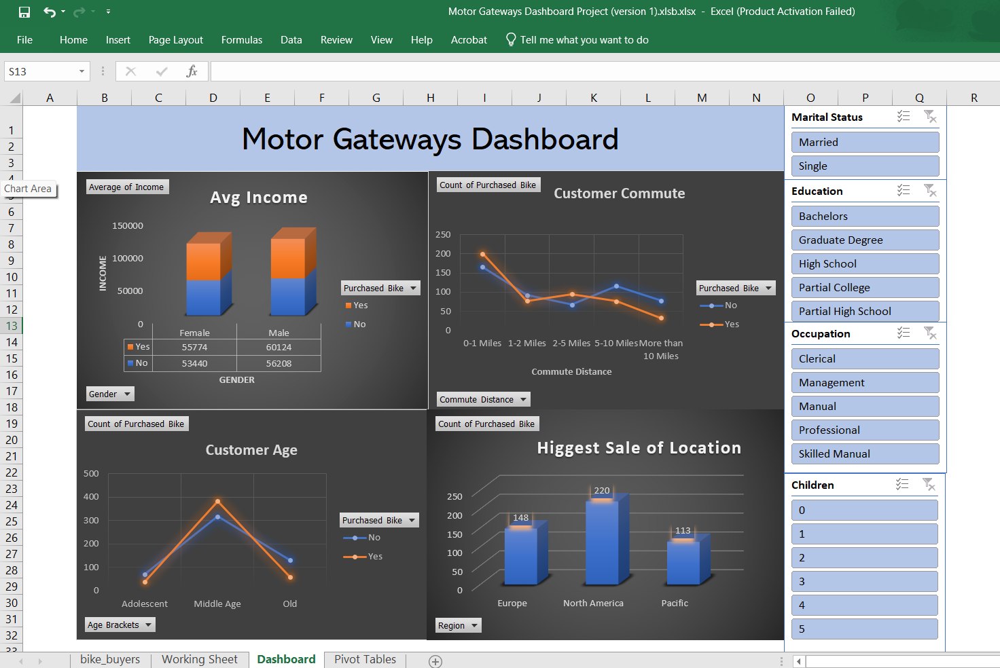 Motor Gateways Dashboard Project (version 1).xlsb.xlsx - Excel (Product Activation Failed)
File Home Insert Page Layout Formulas Data Review View Help Acrobat Tell me what you want to do
S13 fx
A B C D E F G H I J K L M N O P Q R
1
2
3
4
6
7
8
9
10
11
12
13
14
15
16
17
18
19
20
21
22
23
24
25
26
27
28
29
30
31
32
33
Chart Area
Motor Gateways Dashboard
Average of Income
Avg Income
150000
100000
50000
0
INCOME
Female Male
Yes 55774 60124
No 53440 56208
GENDER
Purchased Bike
Yes
No
Gender
Count of Purchased Bike
Customer Commute
250
200
150
100
50
0
0-1 Miles 1-2 Miles 2-5 Miles 5-10 Miles More than
10 Miles
Commute Distance
Purchased Bike
No
Yes
Commute Distance
Count of Purchased Bike
Customer Age
500
400
300
200
100
0
Adolescent Middle Age Old
Purchased Bike
No
Yes
Age Brackets
Count of Purchased Bike
Higgest Sale of Location
250
200
150
100
50
0
148
220
113
Europe North America Pacific
Region
Marital Status
Married
Single
Education
Bachelors
Graduate Degree
High School
Partial College
Partial High School
Occupation
Clerical
Management
Manual
Professional
Skilled Manual
Children
0
1
2
3
4
5
bike_buyers Working Sheet Dashboard Pivot Tables